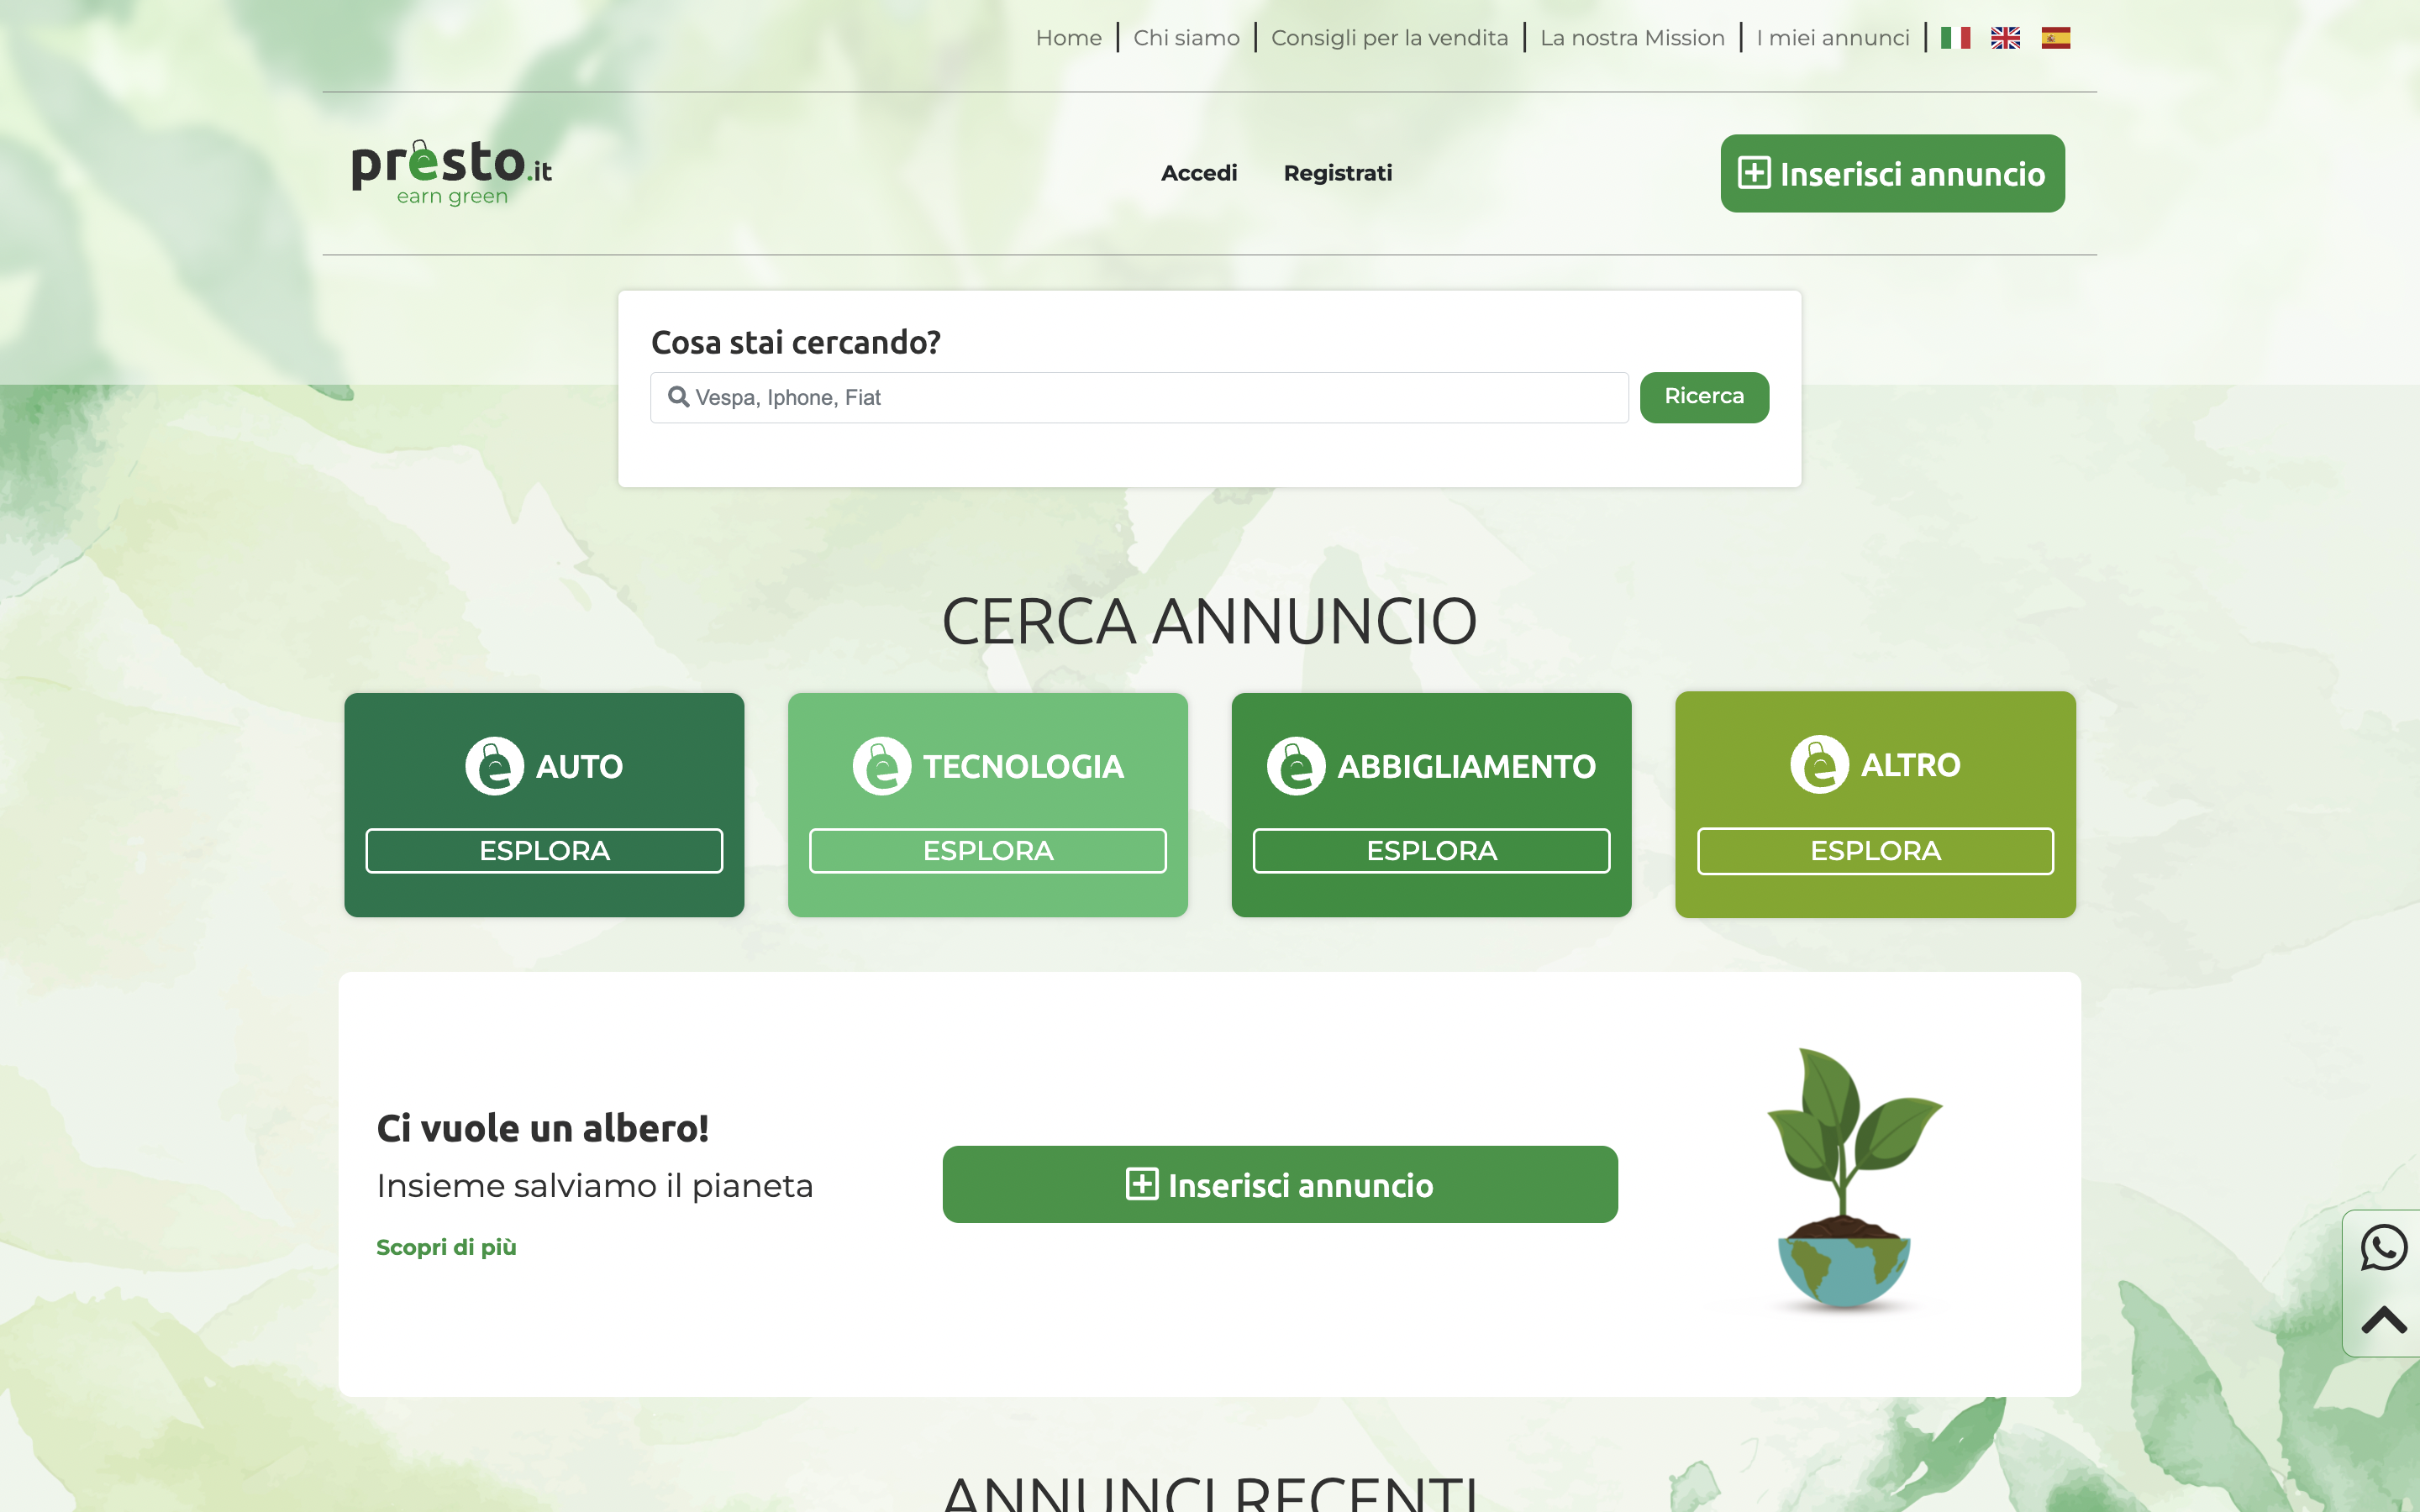 Home | Chi siamo | Consigli per la vendita | La nostra Mission | I miei annunci |
presto.it
earn green
Accedi Registrati
Inserisci annuncio
Cosa stai cercando?
Vespa, Iphone, Fiat
Ricerca
CERCA ANNUNCIO
AUTO
ESPLORA
TECNOLOGIA
ESPLORA
ABBIGLIAMENTO
ESPLORA
ALTRO
ESPLORA
Ci vuole un albero!
Insieme salviamo il pianeta
Scopri di più
Inserisci annuncio
ANNUNCI RECENTI